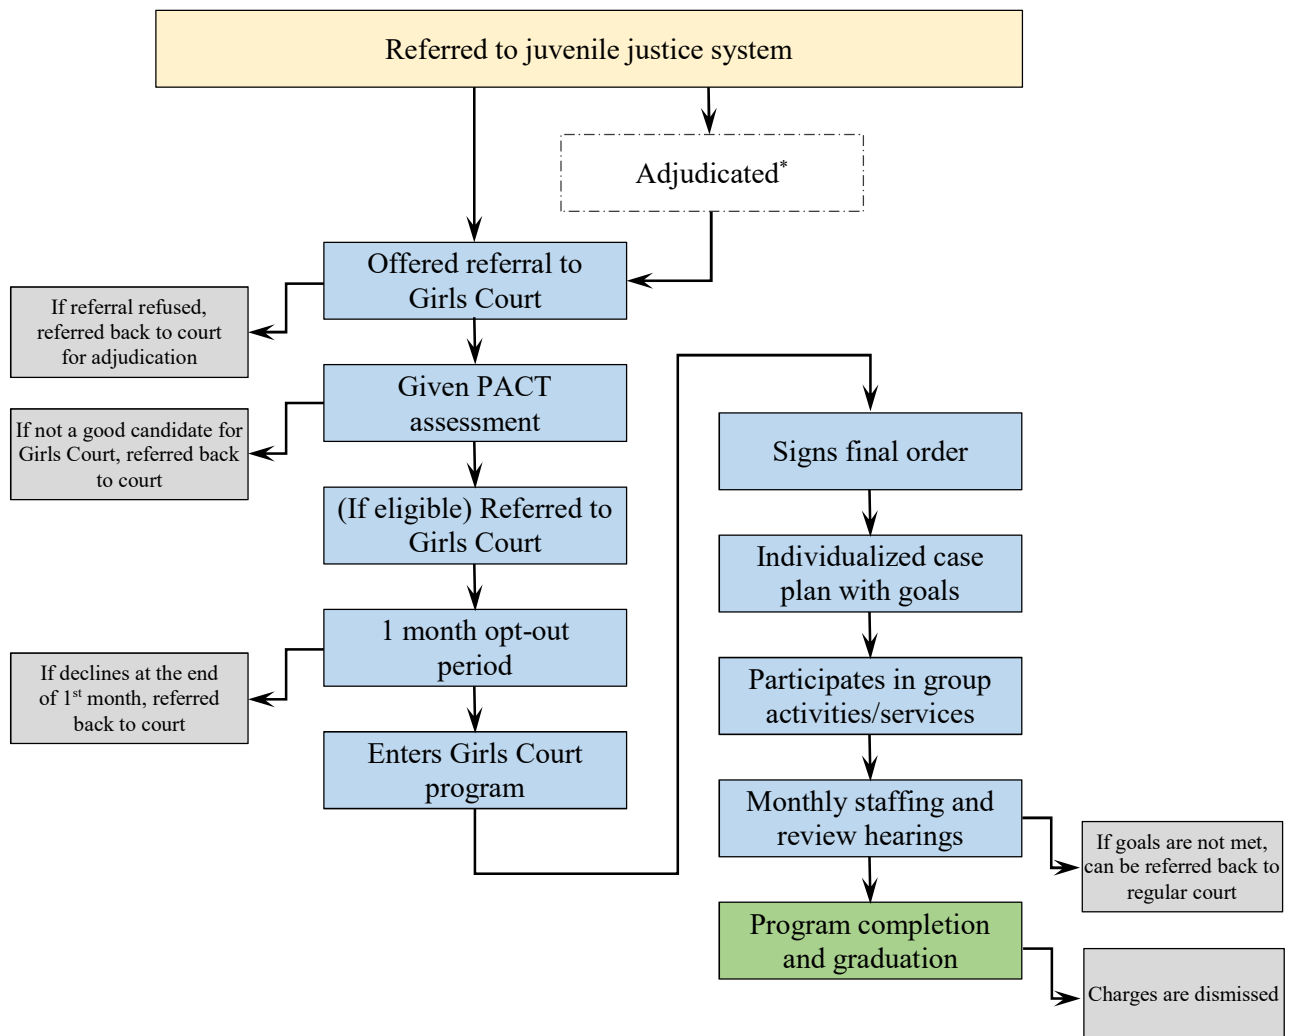 Referred to juvenile justice system
Adjudicated*
Offered referral to
Girls Court
If referral refused,
referred back to court
for adjudication
Given PACT
assessment
If not a good candidate for
Girls Court, referred back
to court
(If eligible) Referred to
Girls Court
1 month opt-out
period
If declines at the end
of 1st month, referred
back to court
Enters Girls Court
program
Signs final order
Individualized case
plan with goals
Participates in group
activities/services
Monthly staffing and
review hearings
If goals are not met,
can be referred back to
regular court
Program completion
and graduation
Charges are dismissed